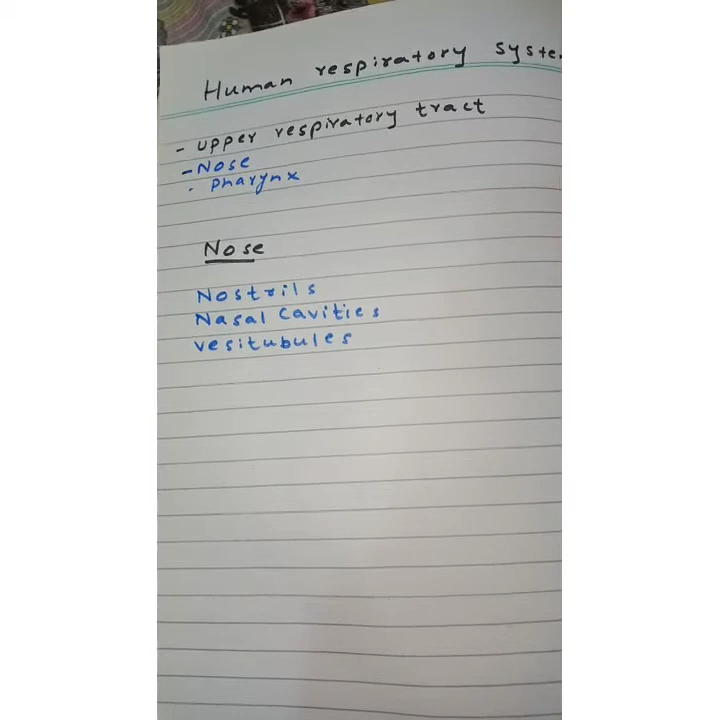 Human respiratory syste
- upper respiratory tract
- Nose
. Pharynx
Nose
Nostrils
Nasal Cavities
vesitubules